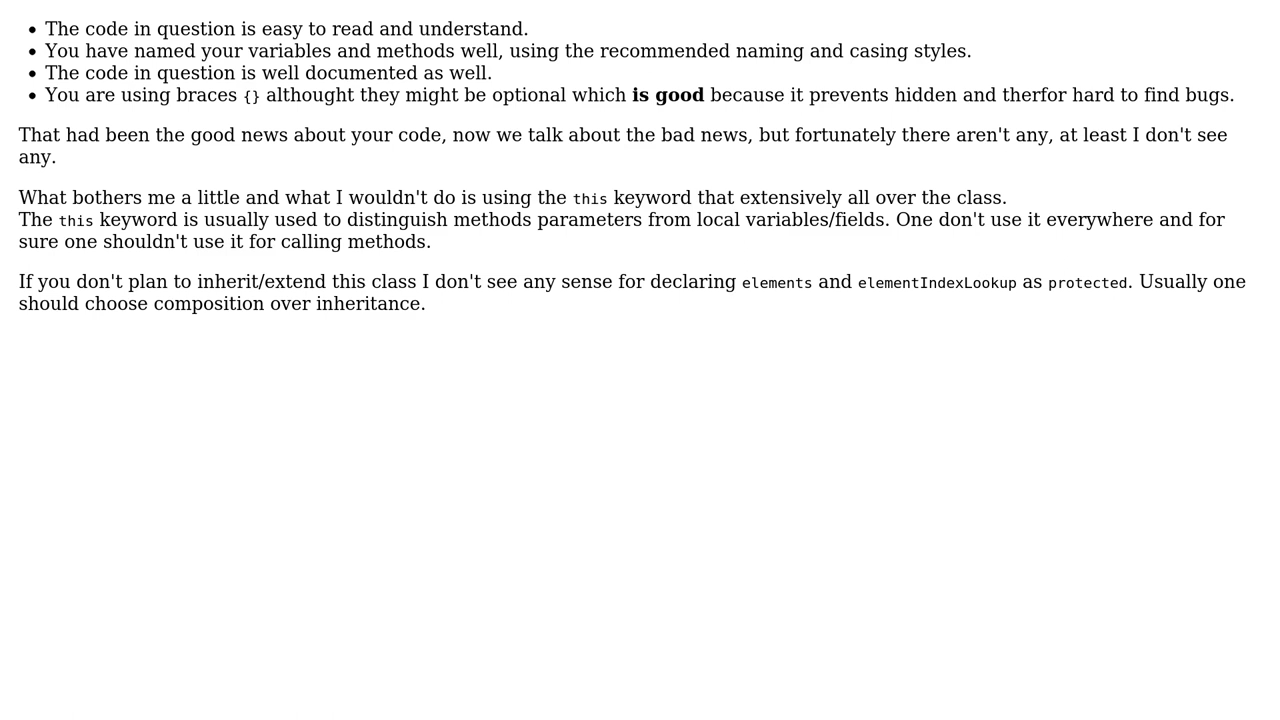 • The code in question is easy to read and understand.
• You have named your variables and methods well, using the recommended naming and casing styles.
• The code in question is well documented as well.
• You are using braces {} althought they might be optional which is good because it prevents hidden and therfor hard to find bugs.
That had been the good news about your code, now we talk about the bad news, but fortunately there aren't any, at least I don't see
any.
What bothers me a little and what I wouldn't do is using the this keyword that extensively all over the class.
The this keyword is usually used to distinguish methods parameters from local variables/fields. One don't use it everywhere and for
sure one shouldn't use it for calling methods.
If you don't plan to inherit/extend this class I don't see any sense for declaring elements and elementIndexLookup as protected. Usually one
should choose composition over inheritance.